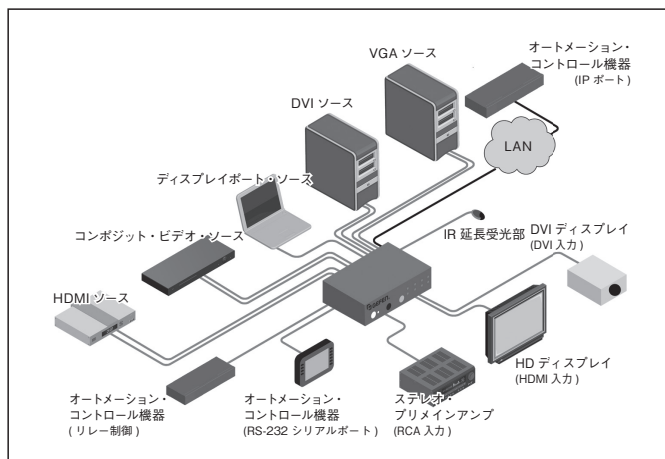 VGA ソース
オートメーション・
コントロール機器
(IP ポート)
DVI ソース
LAN
ディスプレイポート・ソース
コンポジット・ビデオ・ソース
IR 延長受光部
DVI ディスプレイ
(DVI 入力)
HDMI ソース
GEFEN
HD ディスプレイ
(HDMI 入力)
オートメーション・
コントロール機器
( リレー制御 )
オートメーション・
コントロール機器
(RS-232 シリアルポート)
ステレオ・
プリメインアンプ
(RCA 入力)